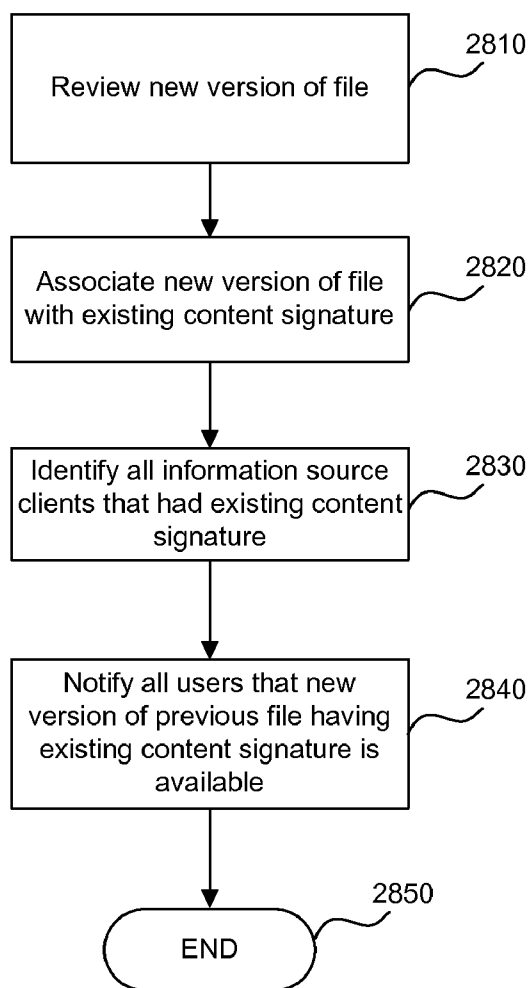 2810
Review new version of file
2820
Associate new version of file
with existing content signature
2830
Identify all information source
clients that had existing content
signature
2840
Notify all users that new
version of previous file having
existing content signature is
available
2850
END